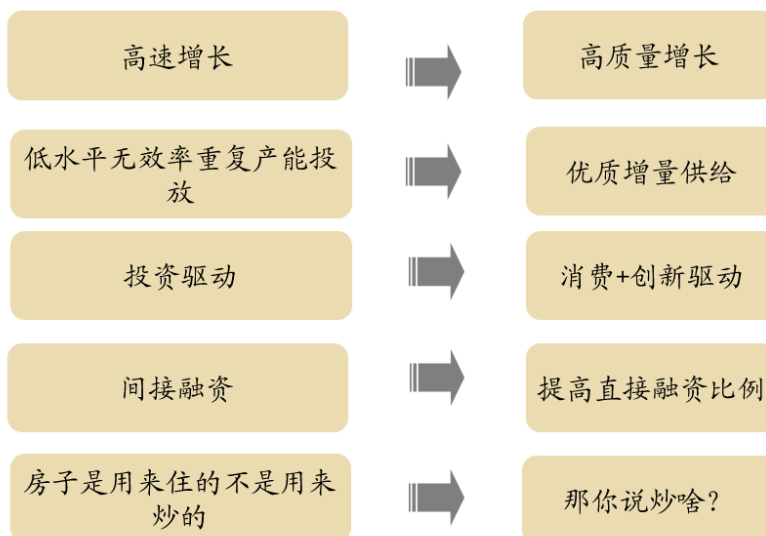 高速增长
高质量增长
低水平无效率重复产能投
放
优质增量供给
投资驱动
消费+创新驱动
间接融资
提高直接融资比例
房子是用来住的不是用来
炒的
那你说炒啥?